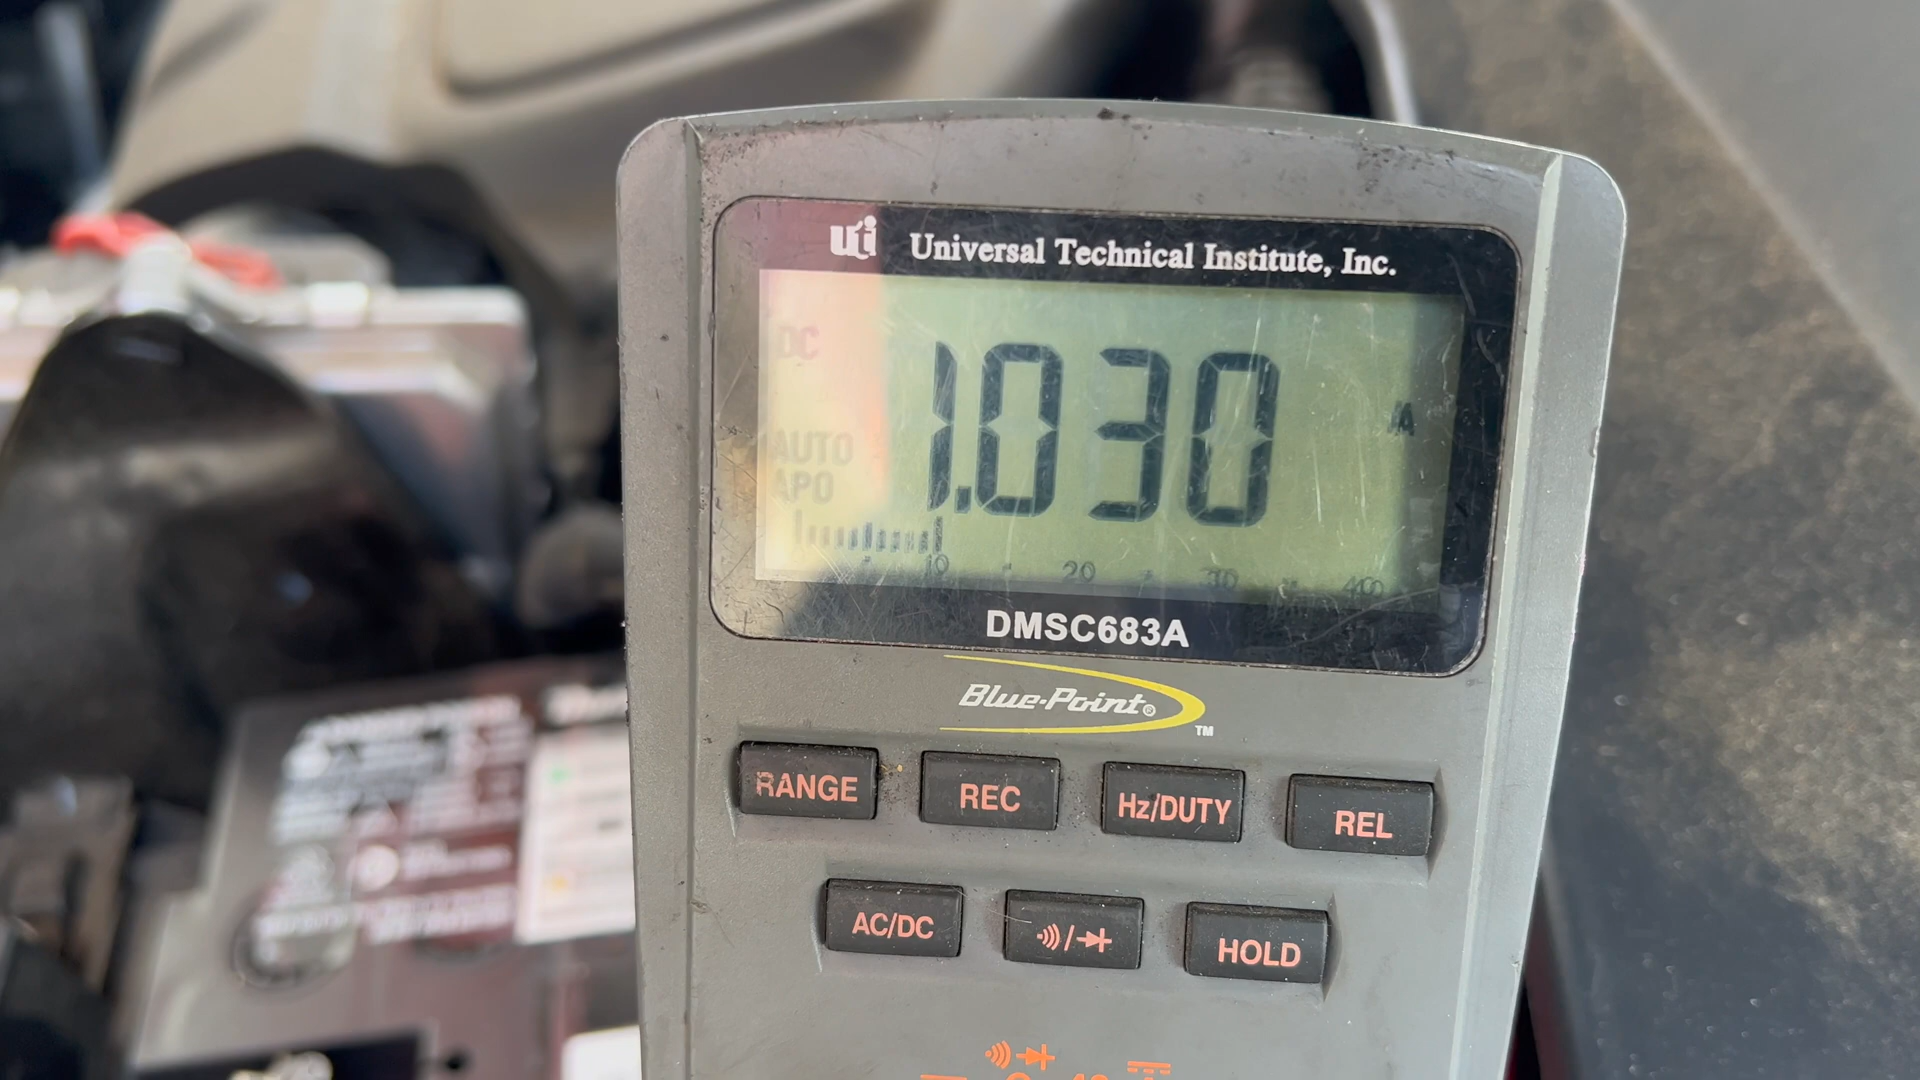 uti Universal Technical Institute, Inc.
DC
1.030 A
AUTO
APO
10 20 30 40
DMSC683A
Blue-Point® ™
RANGE REC Hz/DUTY REL
AC/DC HOLD